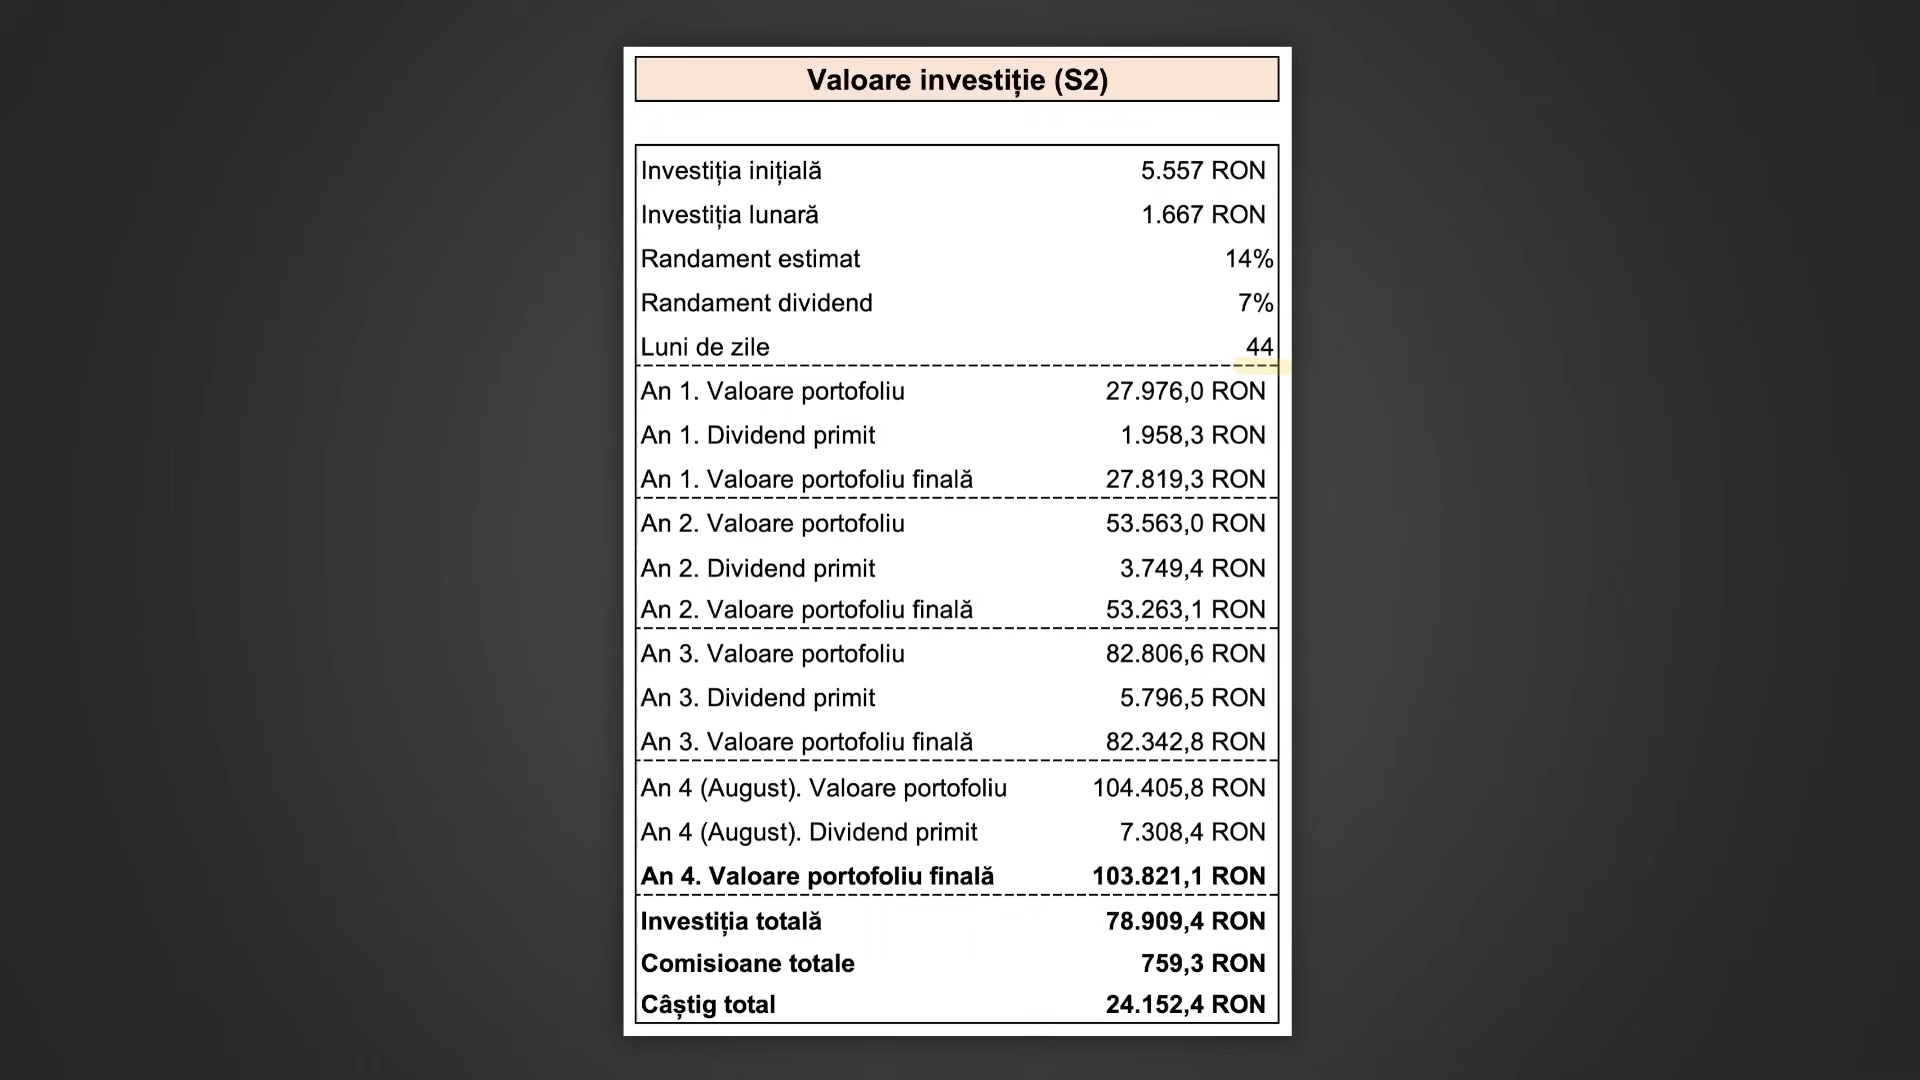 Valoare investiție (S2)
Investiția inițială 5.557 RON
Investiția lunară 1.667 RON
Randament estimat 14%
Randament dividend 7%
Luni de zile 44
An 1. Valoare portofoliu 27.976,0 RON
An 1. Dividend primit 1.958,3 RON
An 1. Valoare portofoliu finală 27.819,3 RON
An 2. Valoare portofoliu 53.563,0 RON
An 2. Dividend primit 3.749,4 RON
An 2. Valoare portofoliu finală 53.263,1 RON
An 3. Valoare portofoliu 82.806,6 RON
An 3. Dividend primit 5.796,5 RON
An 3. Valoare portofoliu finală 82.342,8 RON
An 4 (August). Valoare portofoliu 104.405,8 RON
An 4 (August). Dividend primit 7.308,4 RON
An 4. Valoare portofoliu finală 103.821,1 RON
Investiția totală 78.909,4 RON
Comisioane totale 759,3 RON
Câștig total 24.152,4 RON